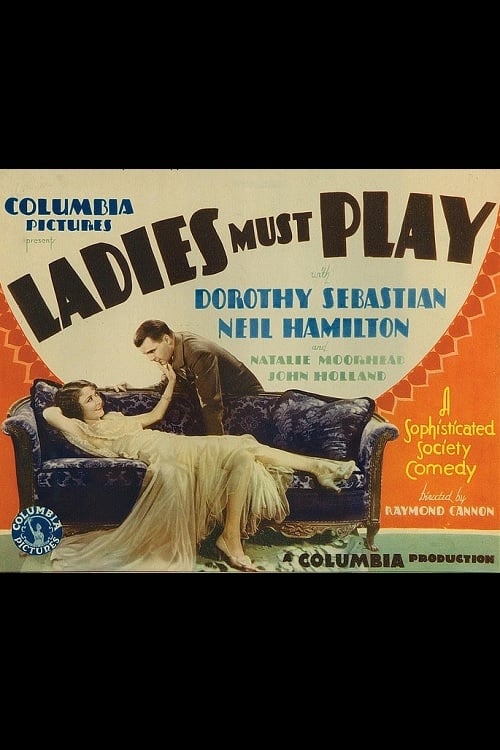 COLUMBIA
PICTURES
presents
LADIES MUST PLAY
with
DOROTHY SEBASTIAN
NEIL HAMILTON
and
NATALIE MOORHEAD
JOHN HOLLAND
A
Sophisticated
Society
Comedy
Directed by
RAYMOND CANNON
COLUMBIA
PICTURES
A COLUMBIA PRODUCTION